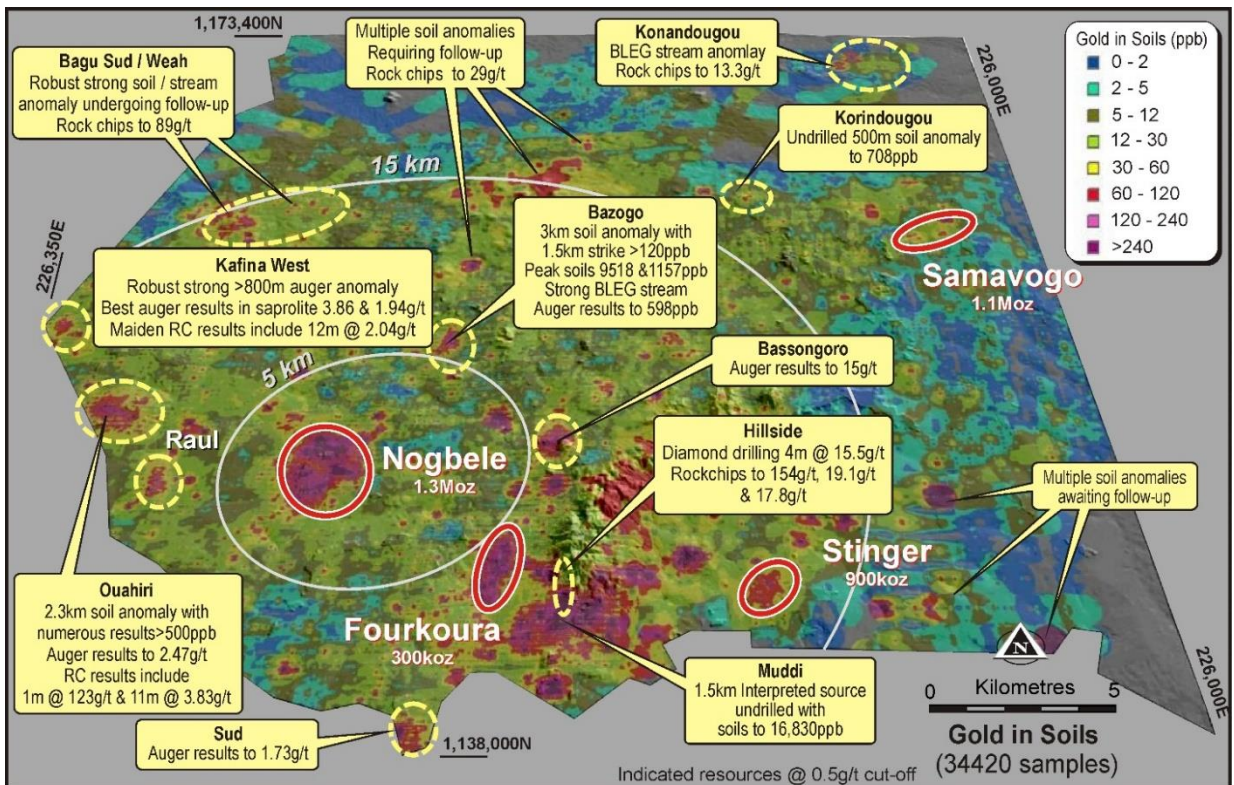 1,173,400N
Bagu Sud / Weah
Robust strong soil / stream
anomaly undergoing follow-up
Rock chips to 89g/t
Multiple soil anomalies
Requiring follow-up
Rock chips to 29g/t
Konandougou
BLEG stream anomlay
Rock chips to 13.3g/t
226,000E
Gold in Soils (ppb)
0 - 2
2 - 5
5 - 12
12 - 30
30 - 60
60 - 120
120 - 240
>240
Korindougou
Undrilled 500m soil anomaly
to 708ppb
15 km
226,350E
Kafina West
Robust strong >800m auger anomaly
Best auger results in saprolite 3.86 & 1.94g/t
Maiden RC results include 12m @ 2.04g/t
Bazogo
3km soil anomaly with
1.5km strike >120ppb
Peak soils 9518 &1157ppb
Strong BLEG stream
Auger results to 598ppb
Samavogo
1.1Moz
5 km
Bassongoro
Auger results to 15g/t
Raul
Nogbele
1.3Moz
Hillside
Diamond drilling 4m @ 15.5g/t
Rockchips to 154g/t, 19.1g/t
& 17.8g/t
Multiple soil anomalies
awaiting follow-up
Stinger
900koz
Ouahiri
2.3km soil anomaly with
numerous results>500ppb
Auger results to 2.47g/t
RC results include
1m @ 123g/t & 11m @ 3.83g/t
Fourkoura
300koz
Muddi
1.5km Interpreted source
undrilled with
soils to 16,830ppb
Sud
Auger results to 1.73g/t
1,138,000N
N
0 Kilometres 5
226,000E
Gold in Soils
(34420 samples)
Indicated resources @ 0.5g/t cut-off